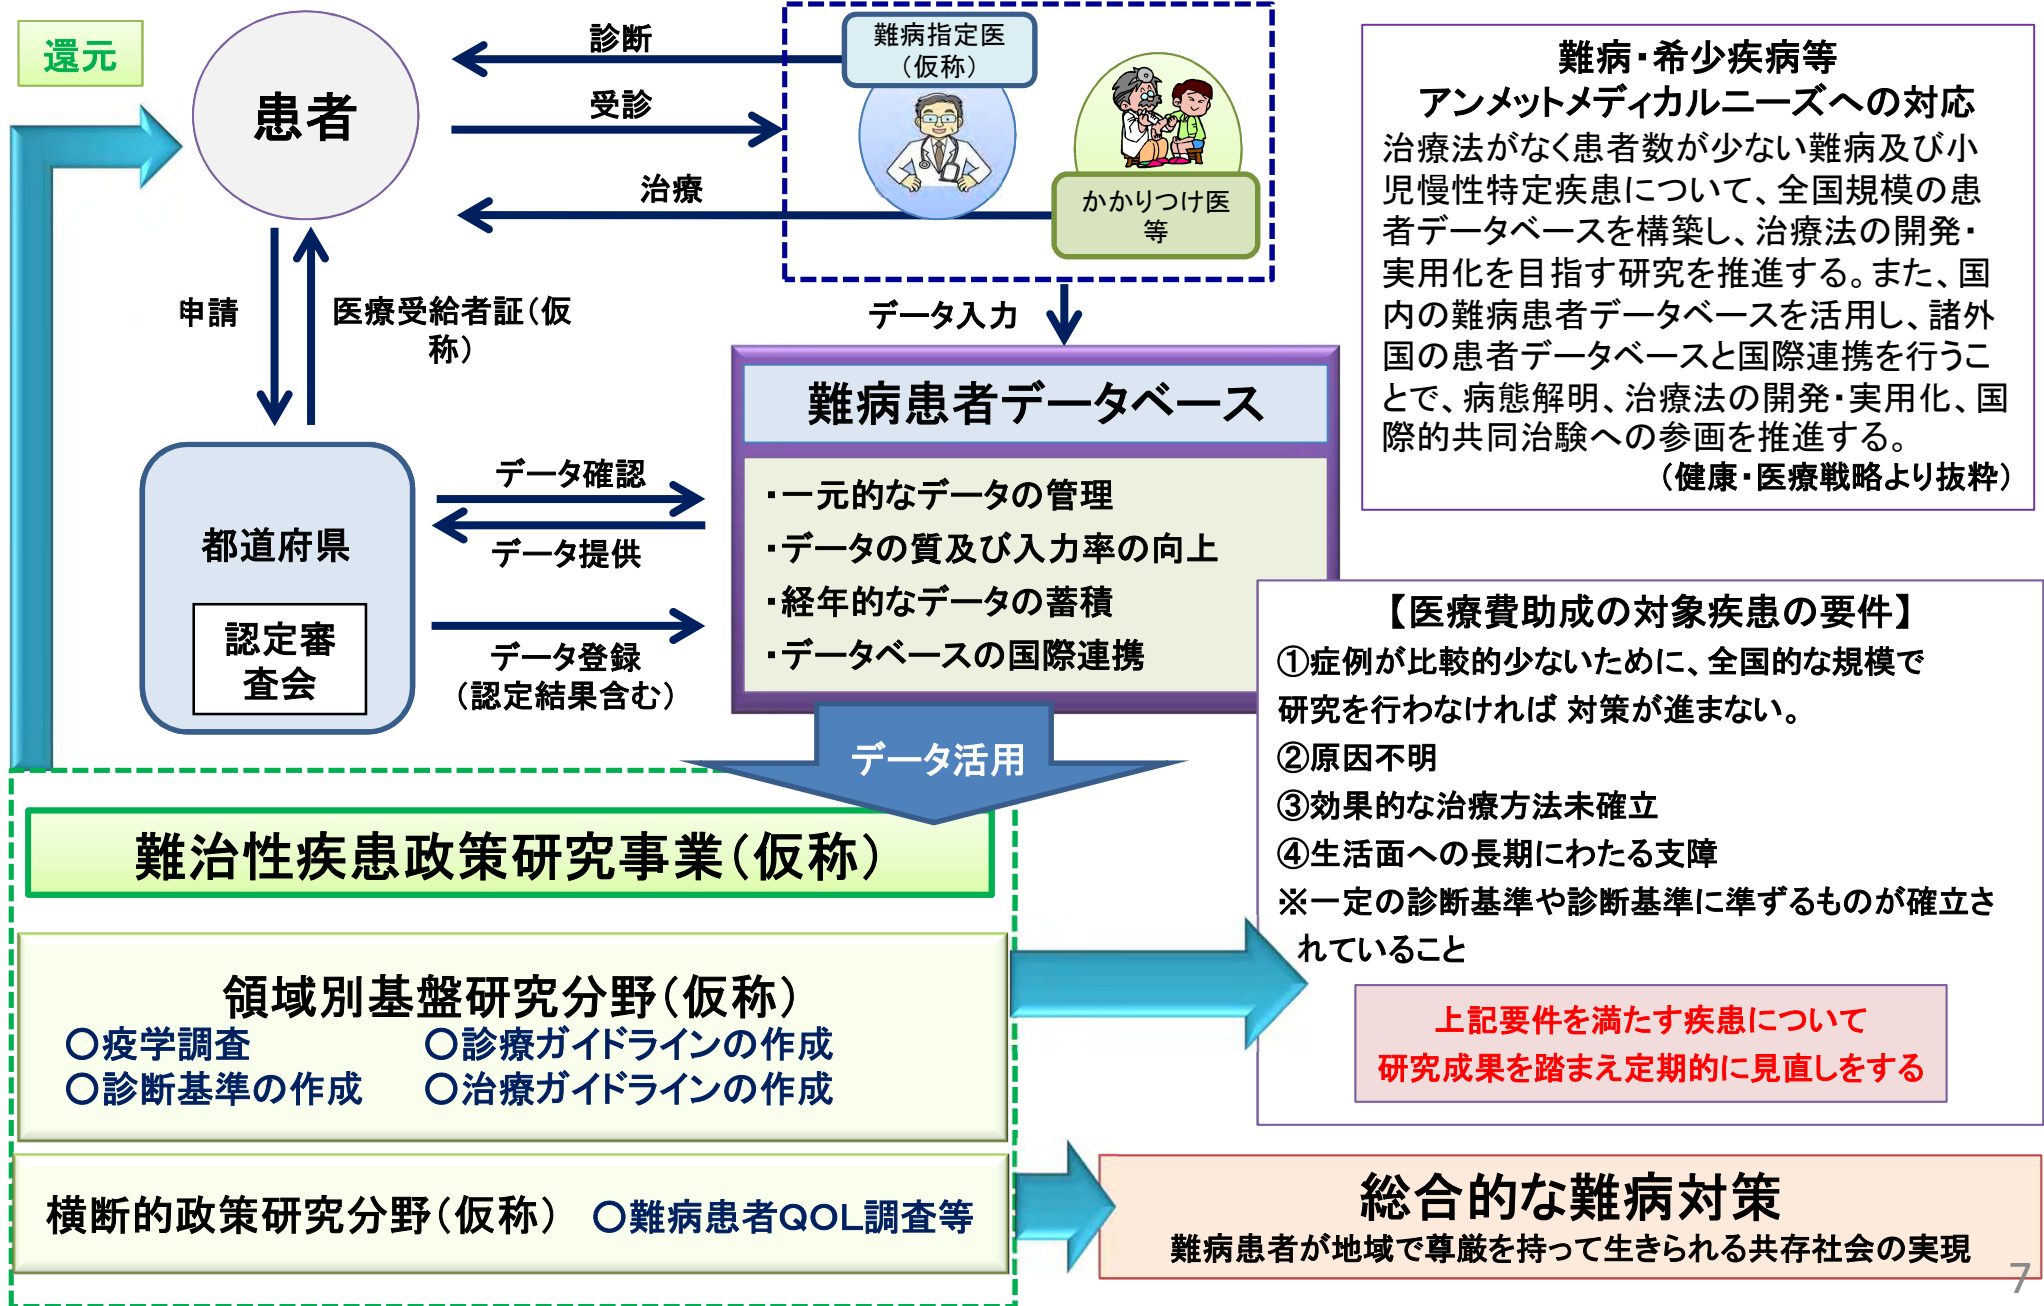 還元
患者
診断
受診
治療
難病指定医
(仮称)
かかりつけ医
等
申請
医療受給者証(仮
称)
データ入力
難病・希少疾病等
アンメットメディカルニーズへの対応
治療法がなく患者数が少ない難病及び小
児慢性特定疾患について、全国規模の患
者データベースを構築し、治療法の開発・
実用化を目指す研究を推進する。また、国
内の難病患者データベースを活用し、諸外
国の患者データベースと国際連携を行うこ
とで、病態解明、治療法の開発・実用化、国
際的共同治験への参画を推進する。
(健康・医療戦略より抜粋)
都道府県
認定審
査会
データ確認
データ提供
データ登録
(認定結果含む)
難病患者データベース
・一元的なデータの管理
・データの質及び入力率の向上
・経年的なデータの蓄積
・データベースの国際連携
データ活用
【医療費助成の対象疾患の要件】
①症例が比較的少ないために、全国的な規模で
研究を行わなければ 対策が進まない。
②原因不明
③効果的な治療方法未確立
④生活面への長期にわたる支障
※一定の診断基準や診断基準に準ずるものが確立さ
れていること
上記要件を満たす疾患について
研究成果を踏まえ定期的に見直しをする
難治性疾患政策研究事業(仮称)
領域別基盤研究分野(仮称)
○疫学調査 ○診療ガイドラインの作成
○診断基準の作成 ○治療ガイドラインの作成
横断的政策研究分野(仮称) ○難病患者QOL調査等
総合的な難病対策
難病患者が地域で尊厳を持って生きられる共存社会の実現
7